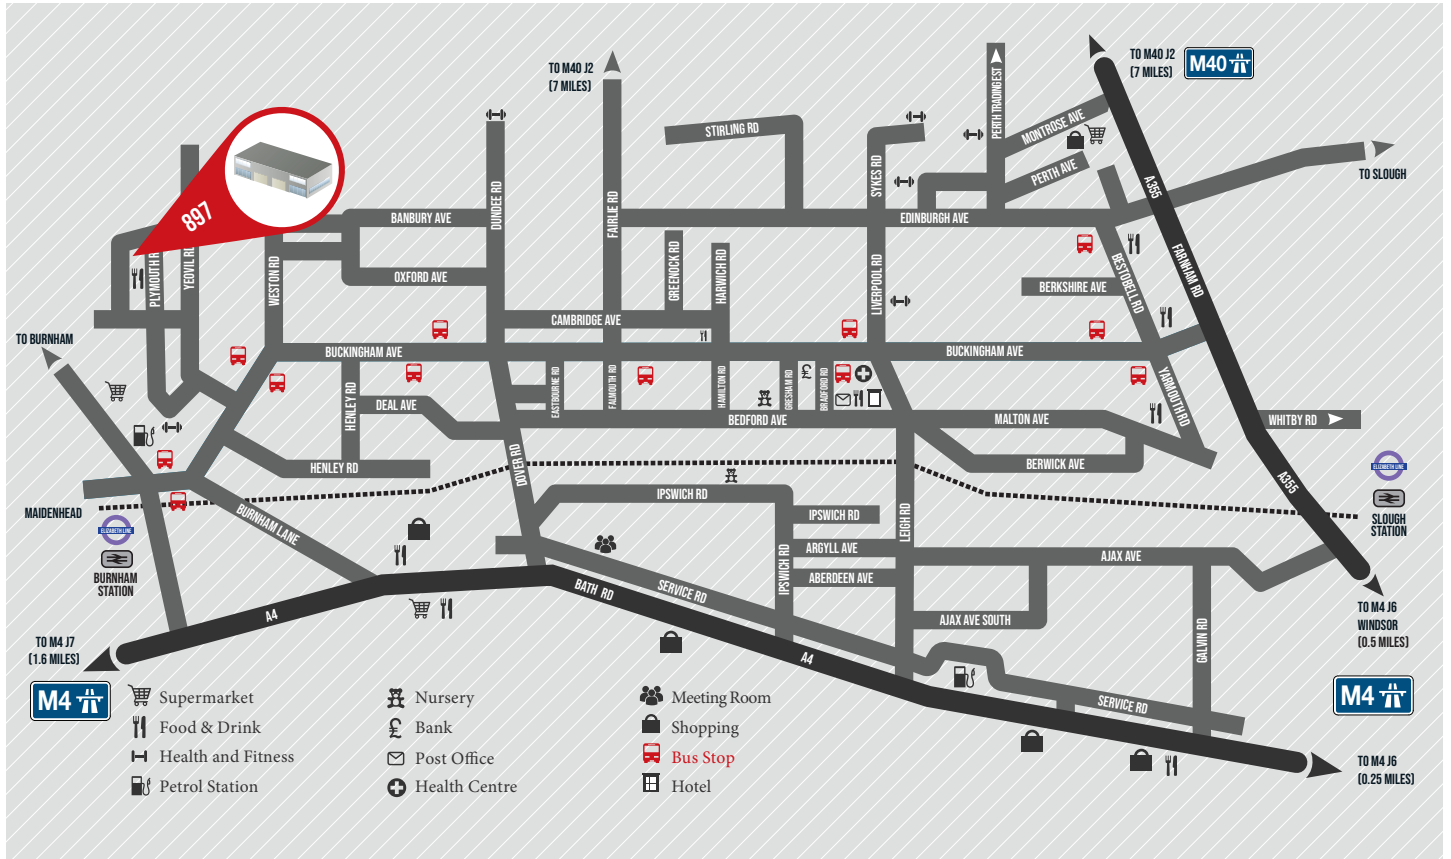 TO M40 J2
(7 MILES)
TO M40 J2
(7 MILES)
M40
PERTH TRADING EST
MONTROSE AVE
STIRLING RD
SYKES RD
PERTH AVE
A355
TO SLOUGH
897
BANBURY AVE
DUNDEE RD
FAIRLIE RD
EDINBURGH AVE
PLYMOUTH R
YEOVIL RD
WESTON RD
OXFORD AVE
GREENOCK RD
HARWICH RD
LIVERPOOL RD
BESTOBELL RD
FARNHAM RD
BERKSHIRE AVE
CAMBRIDGE AVE
TO BURNHAM
BUCKINGHAM AVE
BUCKINGHAM AVE
HENLEY RD
DEAL AVE
EASTBOURNE RD
FALMOUTH RD
HAMILTON RD
GRESHAM RD
BRADFORD RD
YARMOUTH RD
BEDFORD AVE
MALTON AVE
WHITBY RD
HENLEY RD
DOVER RD
BERWICK AVE
MAIDENHEAD
ELIZABETH LINE
BURNHAM
STATION
BURNHAM LANE
IPSWICH RD
IPSWICH RD
LEIGH RD
A355
ELIZABETH LINE
SLOUGH
STATION
ARGYLL AVE
AJAX AVE
IPSWICH RD
ABERDEEN AVE
BATH RD
SERVICE RD
AJAX AVE SOUTH
GALVIN RD
TO M4 J6
WINDSOR
(0.5 MILES)
A4
TO M4 J7
(1.6 MILES)
M4
A4
M4
SERVICE RD
TO M4 J6
(0.25 MILES)
Supermarket
Food & Drink
Health and Fitness
Petrol Station
Nursery
£ Bank
Post Office
Health Centre
Meeting Room
Shopping
Bus Stop
Hotel
£